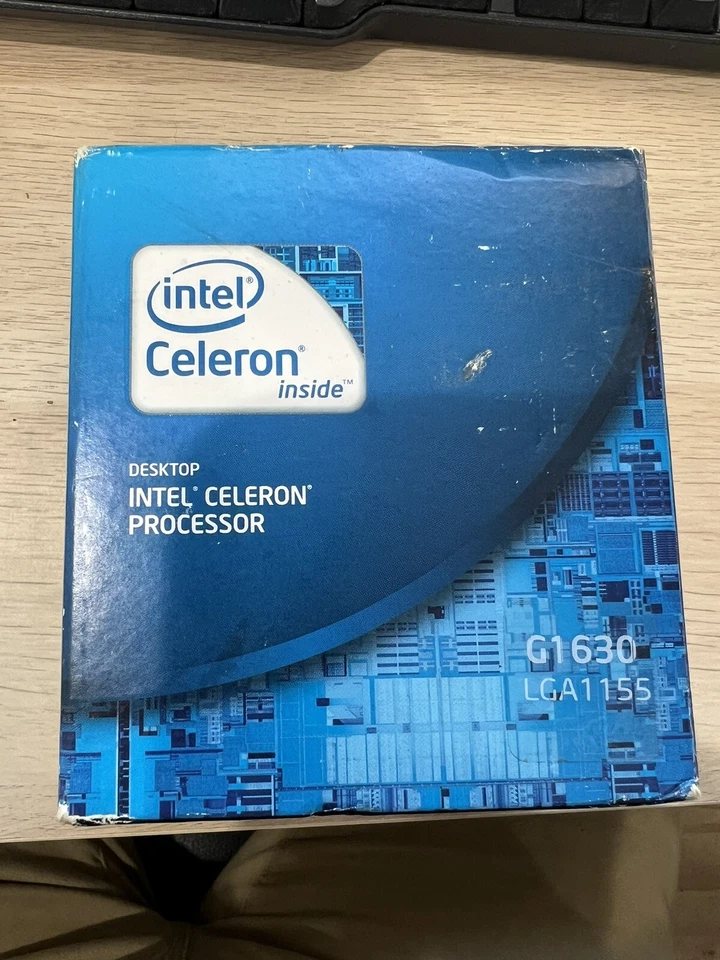 intel®
Celeron®
inside™
DESKTOP
INTEL® CELERON®
PROCESSOR
G1630
LGA1155